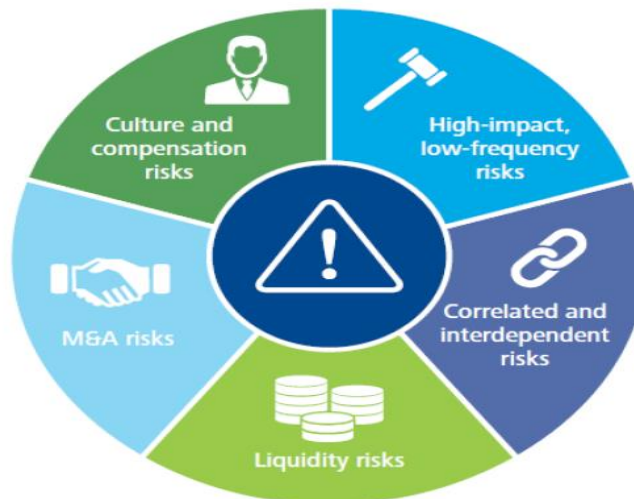 Culture and
compensation
risks
High-impact,
low-frequency
risks
M&A risks
Correlated and
interdependent
risks
Liquidity risks